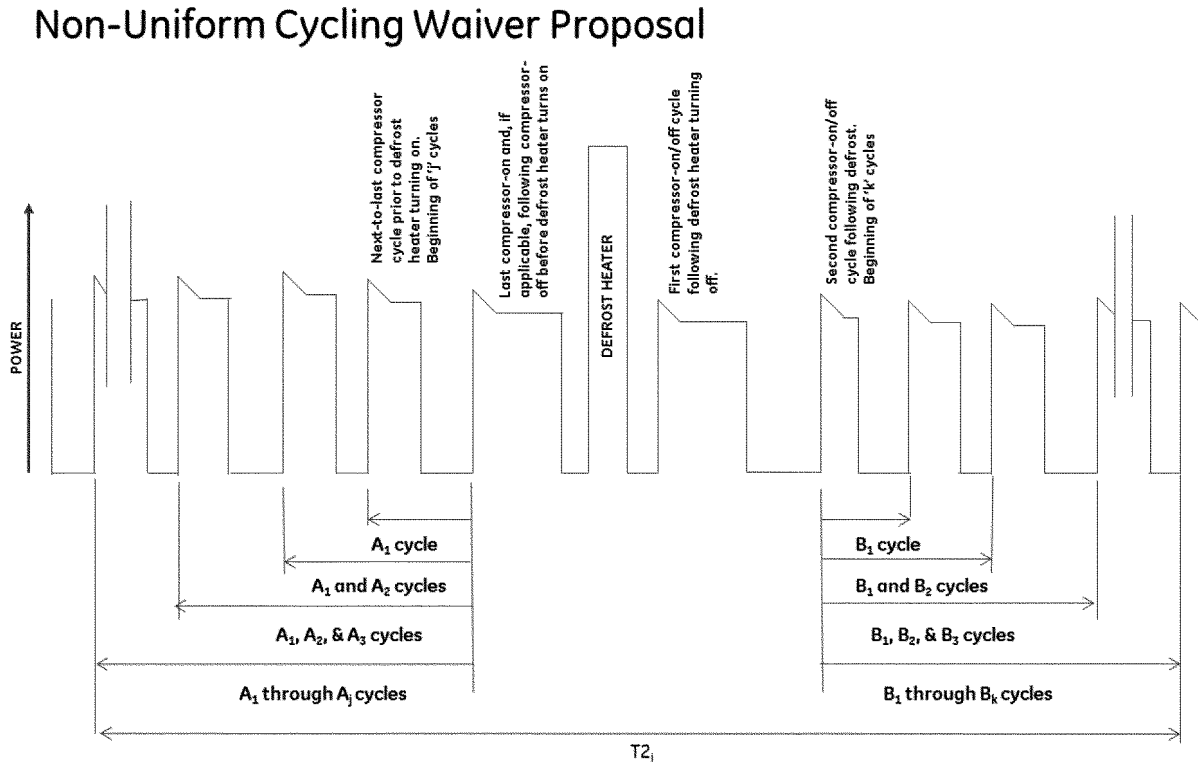 Non-Uniform Cycling Waiver Proposal
Next-to-last compressor
cycle prior to defrost
heater turning on.
Beginning of 'j' cycles
Last compressor-on and, if
applicable, following compressor-
off before defrost heater turns on
DEFROST HEATER
First compressor-on/off cycle
following defrost heater turning
off.
Second compressor-on/off
cycle following defrost.
Beginning of 'k' cycles
POWER
A₁ cycle
B₁ cycle
A₁ and A₂ cycles
B₁ and B₂ cycles
A₁, A₂, & A₃ cycles
B₁, B₂, & B₃ cycles
A₁ through Aⱼ cycles
B₁ through Bₖ cycles
T2ᵢ